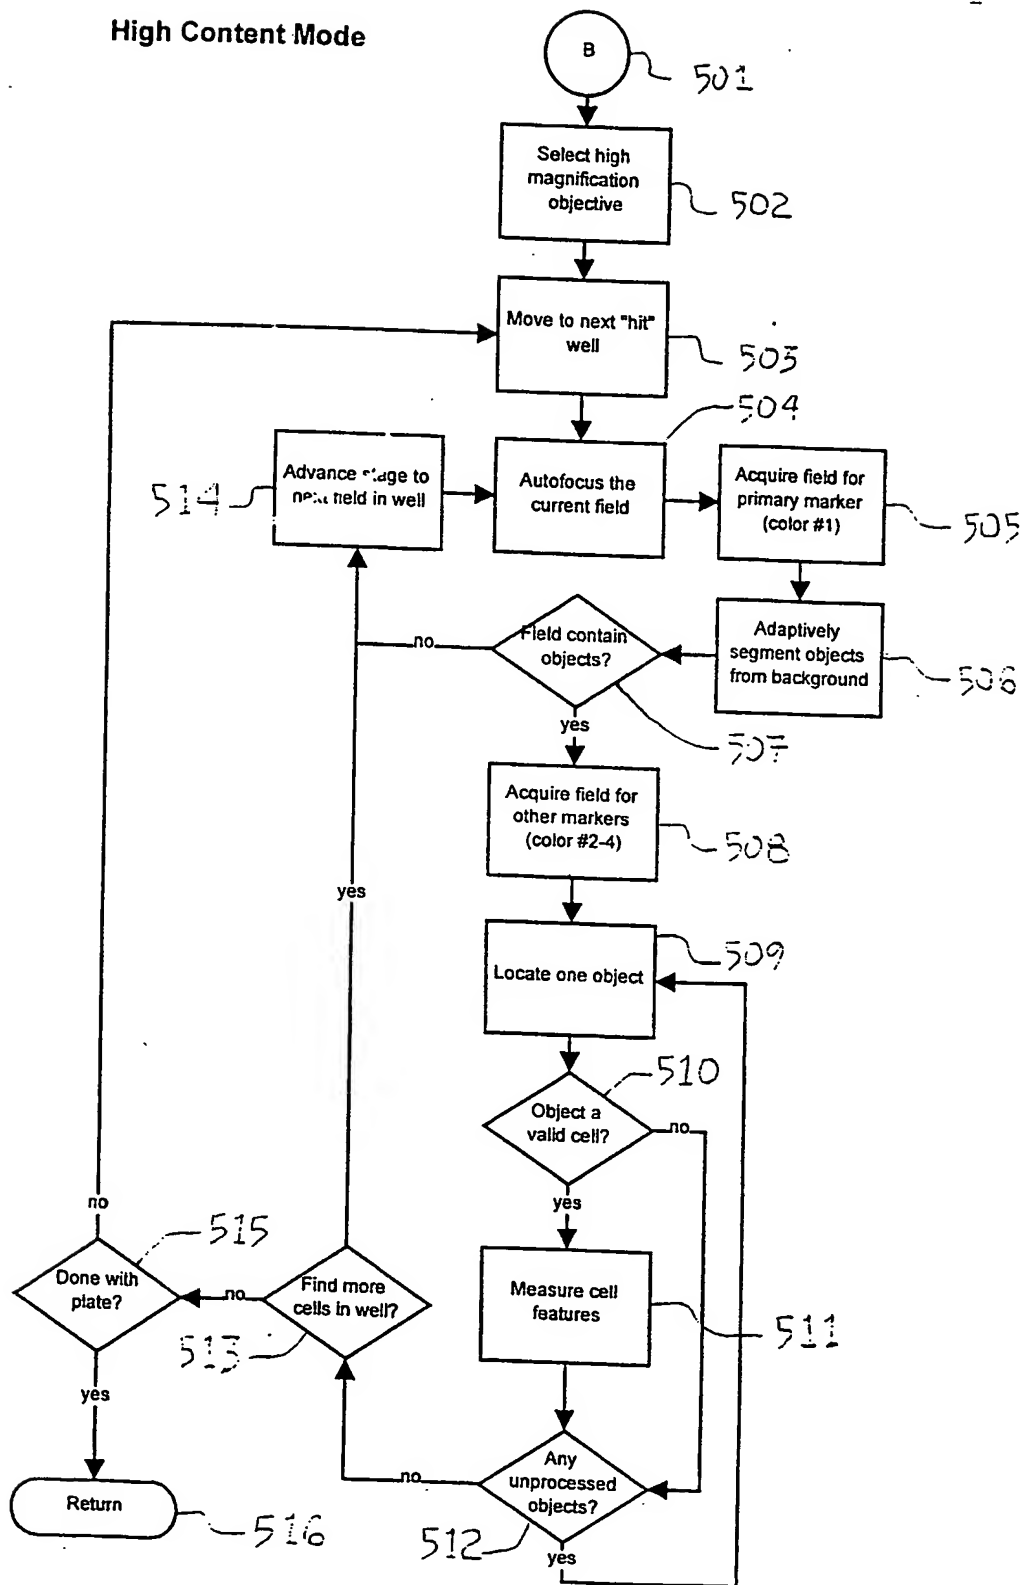 High Content Mode
B
501
Select high
magnification
objective
502
Move to next "hit"
well
503
504
Advance stage to
next field in well
514
Autofocus the
current field
Acquire field for
primary marker
(color #1)
505
Field contain
objects?
no
Adaptively
segment objects
from background
506
yes
507
Acquire field for
other markers
(color #2-4)
508
yes
509
Locate one object
510
Object a
valid cell?
no
yes
no
515
Measure cell
features
511
Done with
plate?
no
Find more
cells in well?
513
yes
Any
unprocessed
objects?
no
512
yes
Return
516